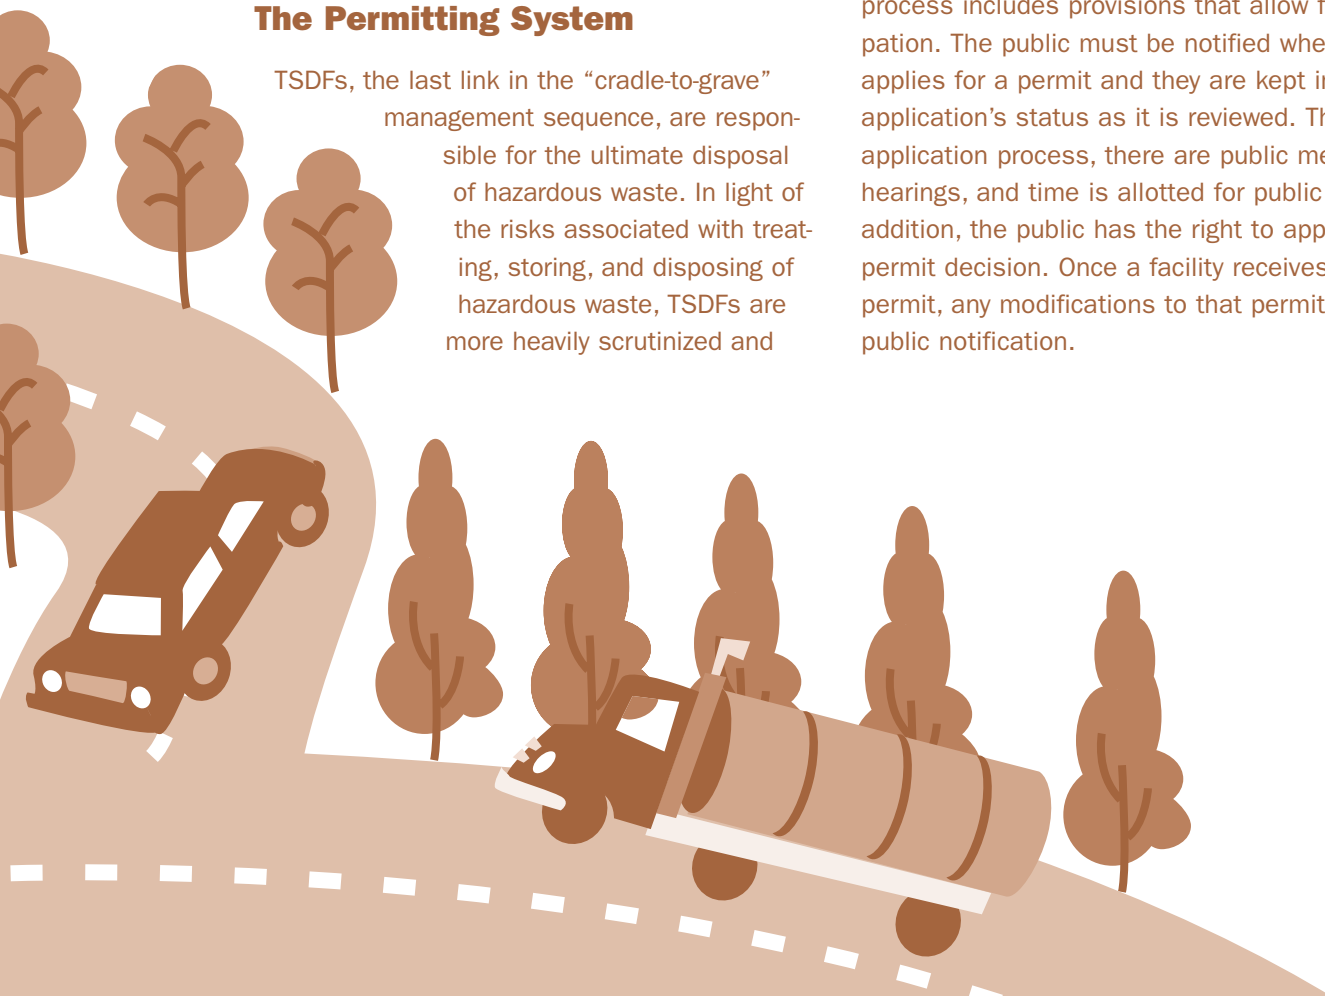 The Permitting System
TSDFs, the last link in the “cradle-to-grave”
management sequence, are respon-
sible for the ultimate disposal
of hazardous waste. In light of
the risks associated with treat-
ing, storing, and disposing of
hazardous waste, TSDFs are
more heavily scrutinized and
process includes provisions that allow
pation. The public must be notified
applies for a permit and they are kept
application’s status as it is reviewed.
application process, there are public
hearings, and time is allotted for public
addition, the public has the right to
permit decision. Once a facility receives
permit, any modifications to that permit
public notification.